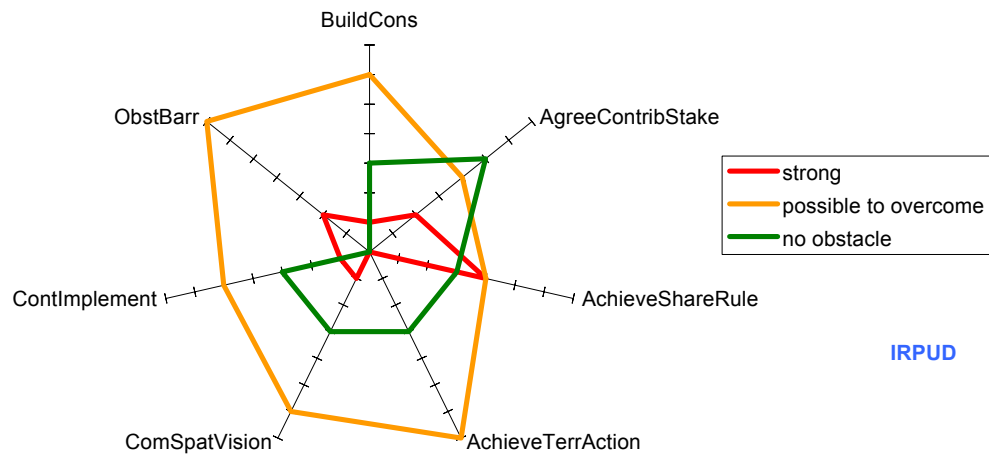 BuildCons
ObstBarr
AgreeContribStake
strong
possible to overcome
no obstacle
ContImplement
AchieveShareRule
IRPUD
ComSpatVision
AchieveTerrAction